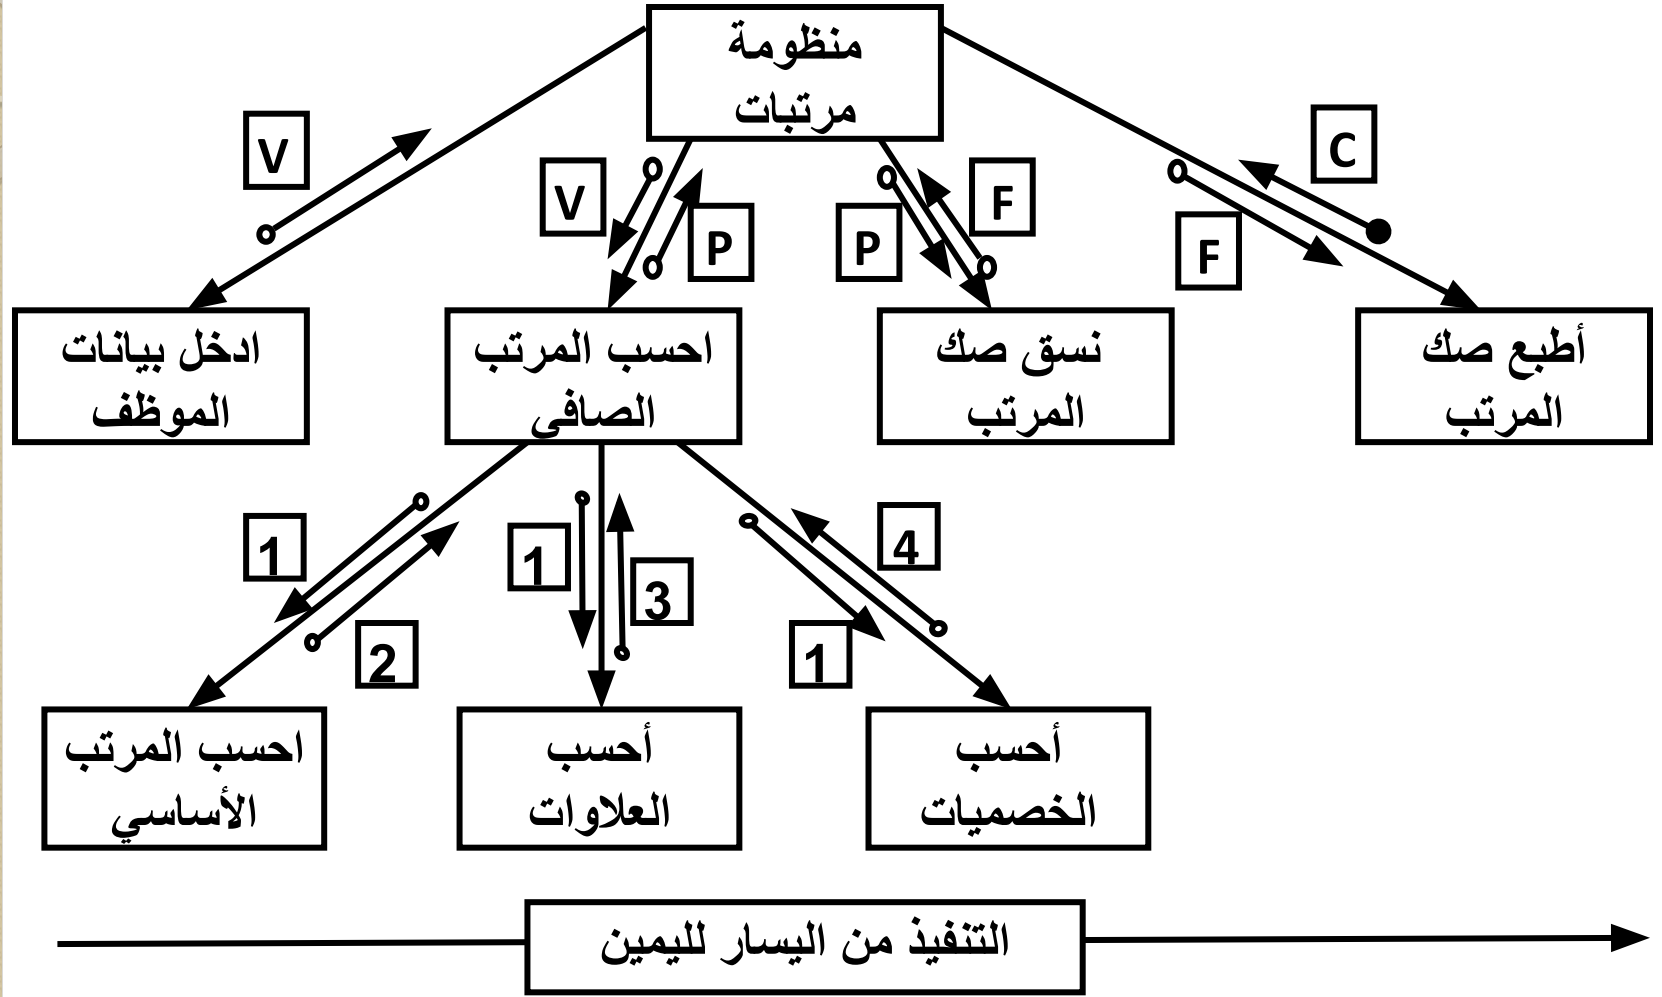 منظومة
مرتبات
V
V
P
P
F
C
F
ادخل بيانات
الموظف
احسب المرتب
الصافي
نسق صك
المرتب
أطبع صك
المرتب
1
2
1
3
4
1
احسب المرتب
الأساسي
أحسب
العلاوات
أحسب
الخصميات
التنفيذ من اليسار لليمين